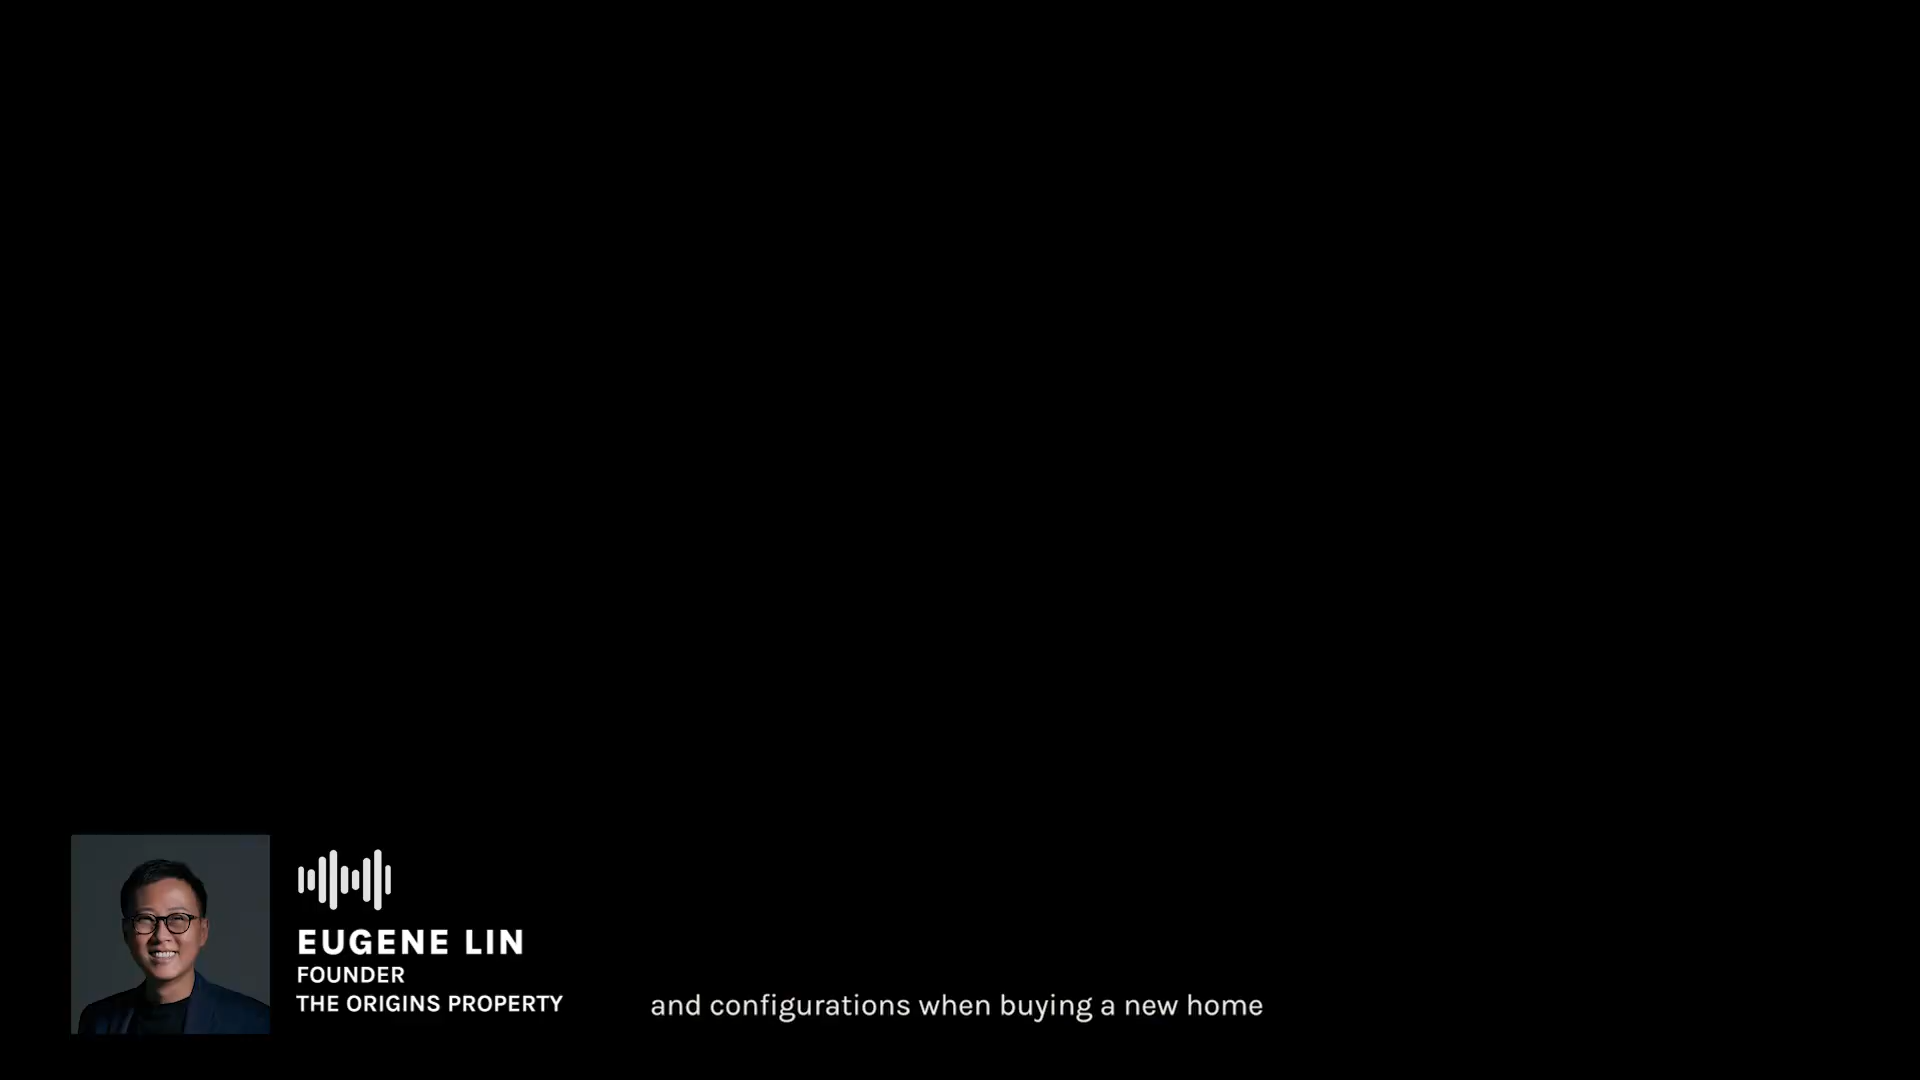 EUGENE LIN
FOUNDER
THE ORIGINS PROPERTY
and configurations when buying a new home